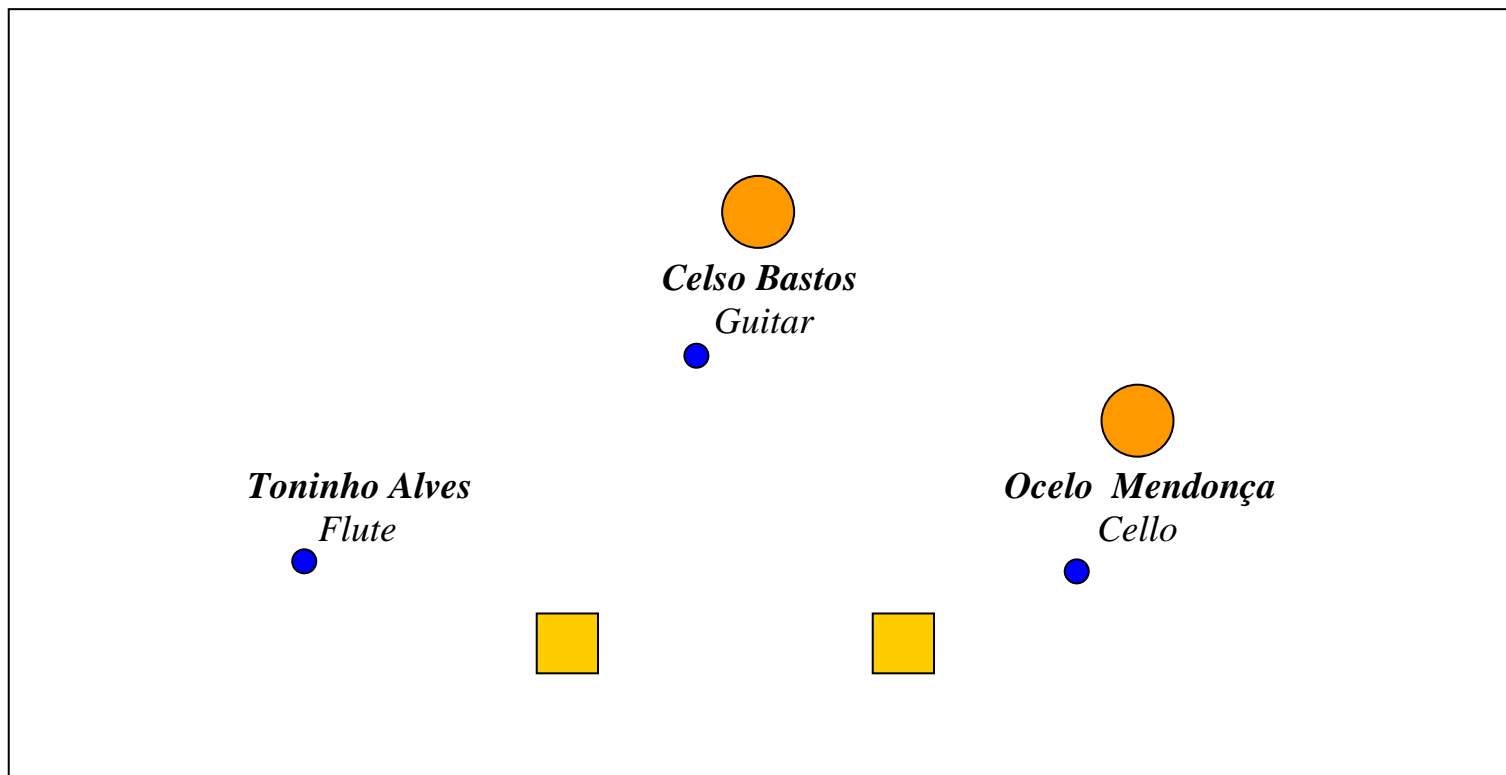 Celso Bastos
Guitar
Toninho Alves
Flute
Ocelo  Mendonça
Cello